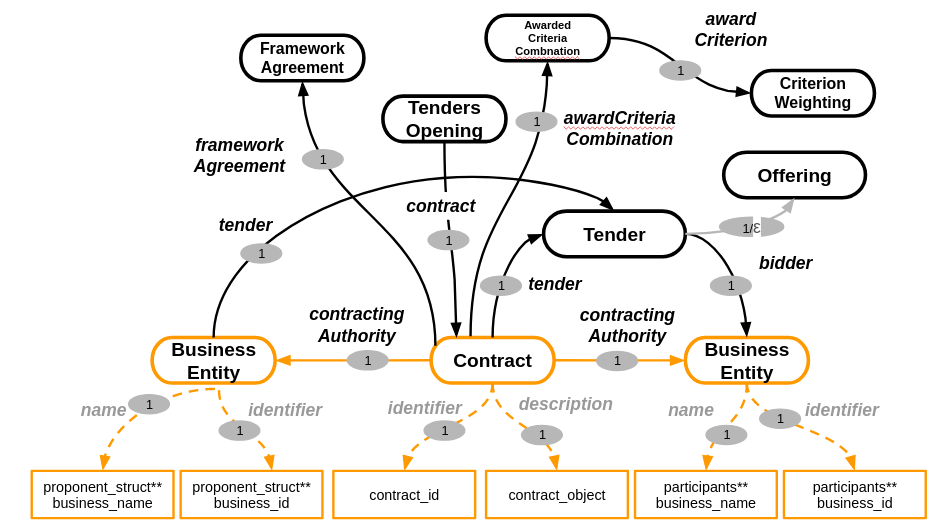 Framework
Agreement
Awarded
Criteria
Combnation
award
Criterion
Criterion
Weighting
1
Tenders
Opening
1
awardCriteria
Combination
framework
Agreement
1
Offering
tender
contract
Tender
1/ε
1
1
1
tender
1
bidder
contracting
Authority
contracting
Authority
Business
Entity
1
Contract
1
Business
Entity
name
1
identifier
1
identifier
1
description
1
name
1
identifier
1
proponent_struct**
business_name
proponent_struct**
business_id
contract_id
contract_object
participants**
business_name
participants**
business_id